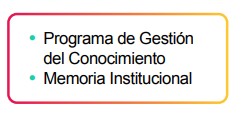 • Programa de Gestión
del Conocimiento
• Memoria Institucional